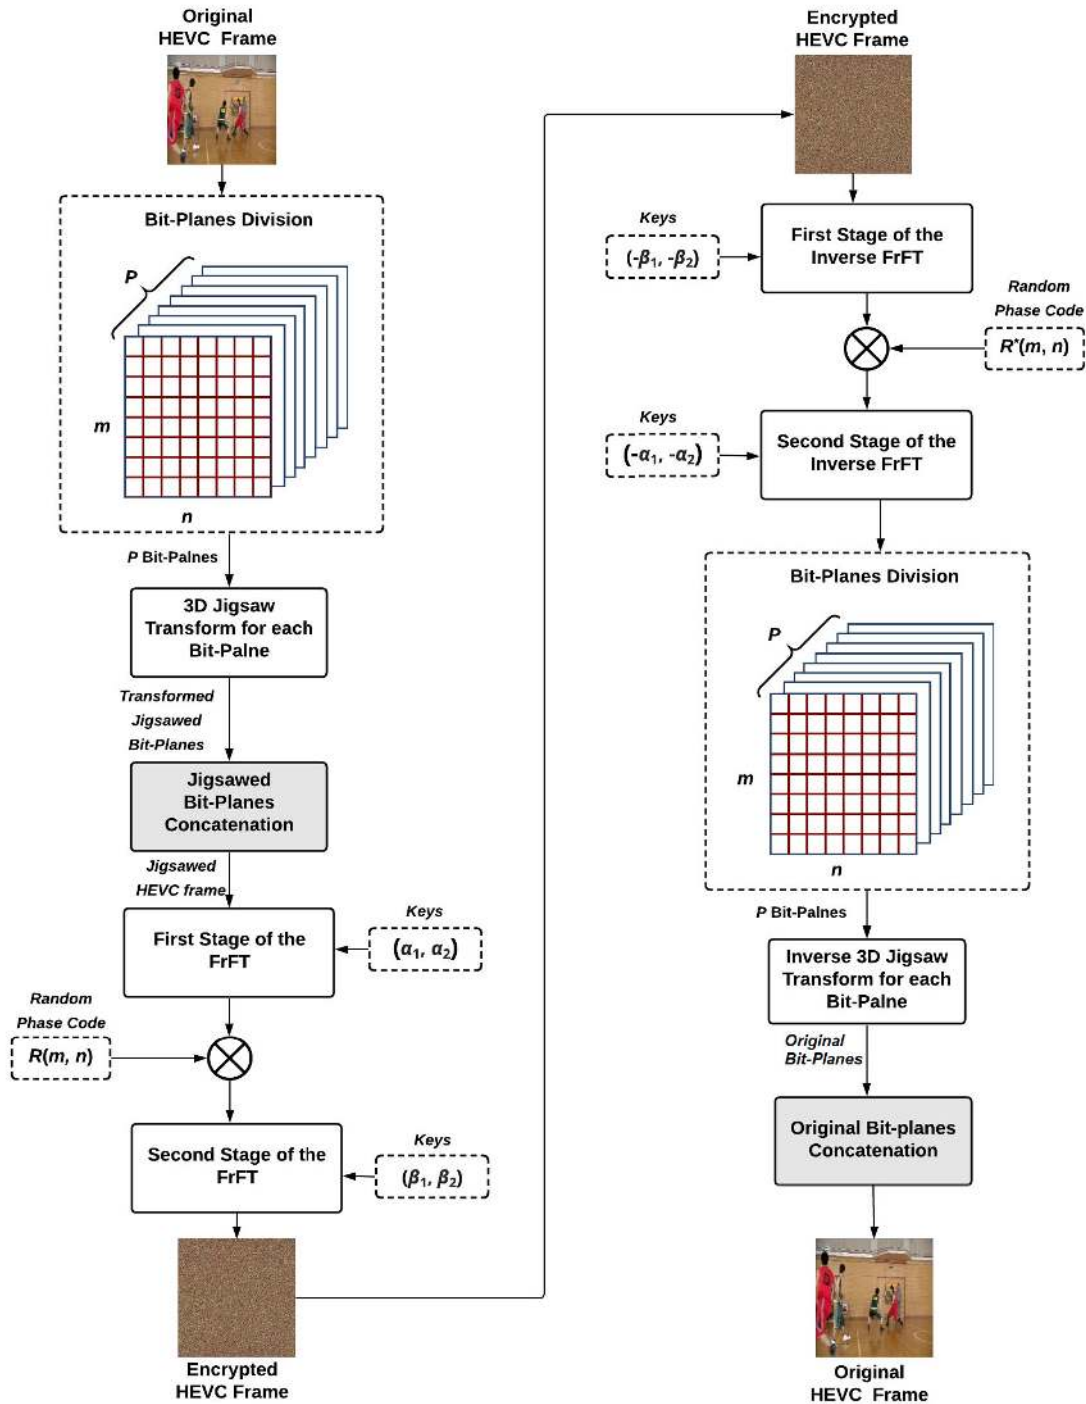 Original
HEVC Frame
Bit-Planes Division
P
m
n
P Bit-Palnes
3D Jigsaw
Transform for each
Bit-Palne
Transformed
Jigsawed
Bit-Planes
Jigsawed
Bit-Planes
Concatenation
Jigsawed
HEVC frame
First Stage of the
FrFT
Keys
(α₁, α₂)
Random
Phase Code
R(m, n)
Second Stage of the
FrFT
Keys
(β₁, β₂)
Encrypted
HEVC Frame
Encrypted
HEVC Frame
Keys
(-β₁, -β₂)
First Stage of the
Inverse FrFT
Random
Phase Code
R*(m, n)
Keys
(-α₁, -α₂)
Second Stage of the
Inverse FrFT
Bit-Planes Division
P
m
n
P Bit-Palnes
Inverse 3D Jigsaw
Transform for each
Bit-Palne
Original
Bit-Planes
Original Bit-planes
Concatenation
Original
HEVC Frame